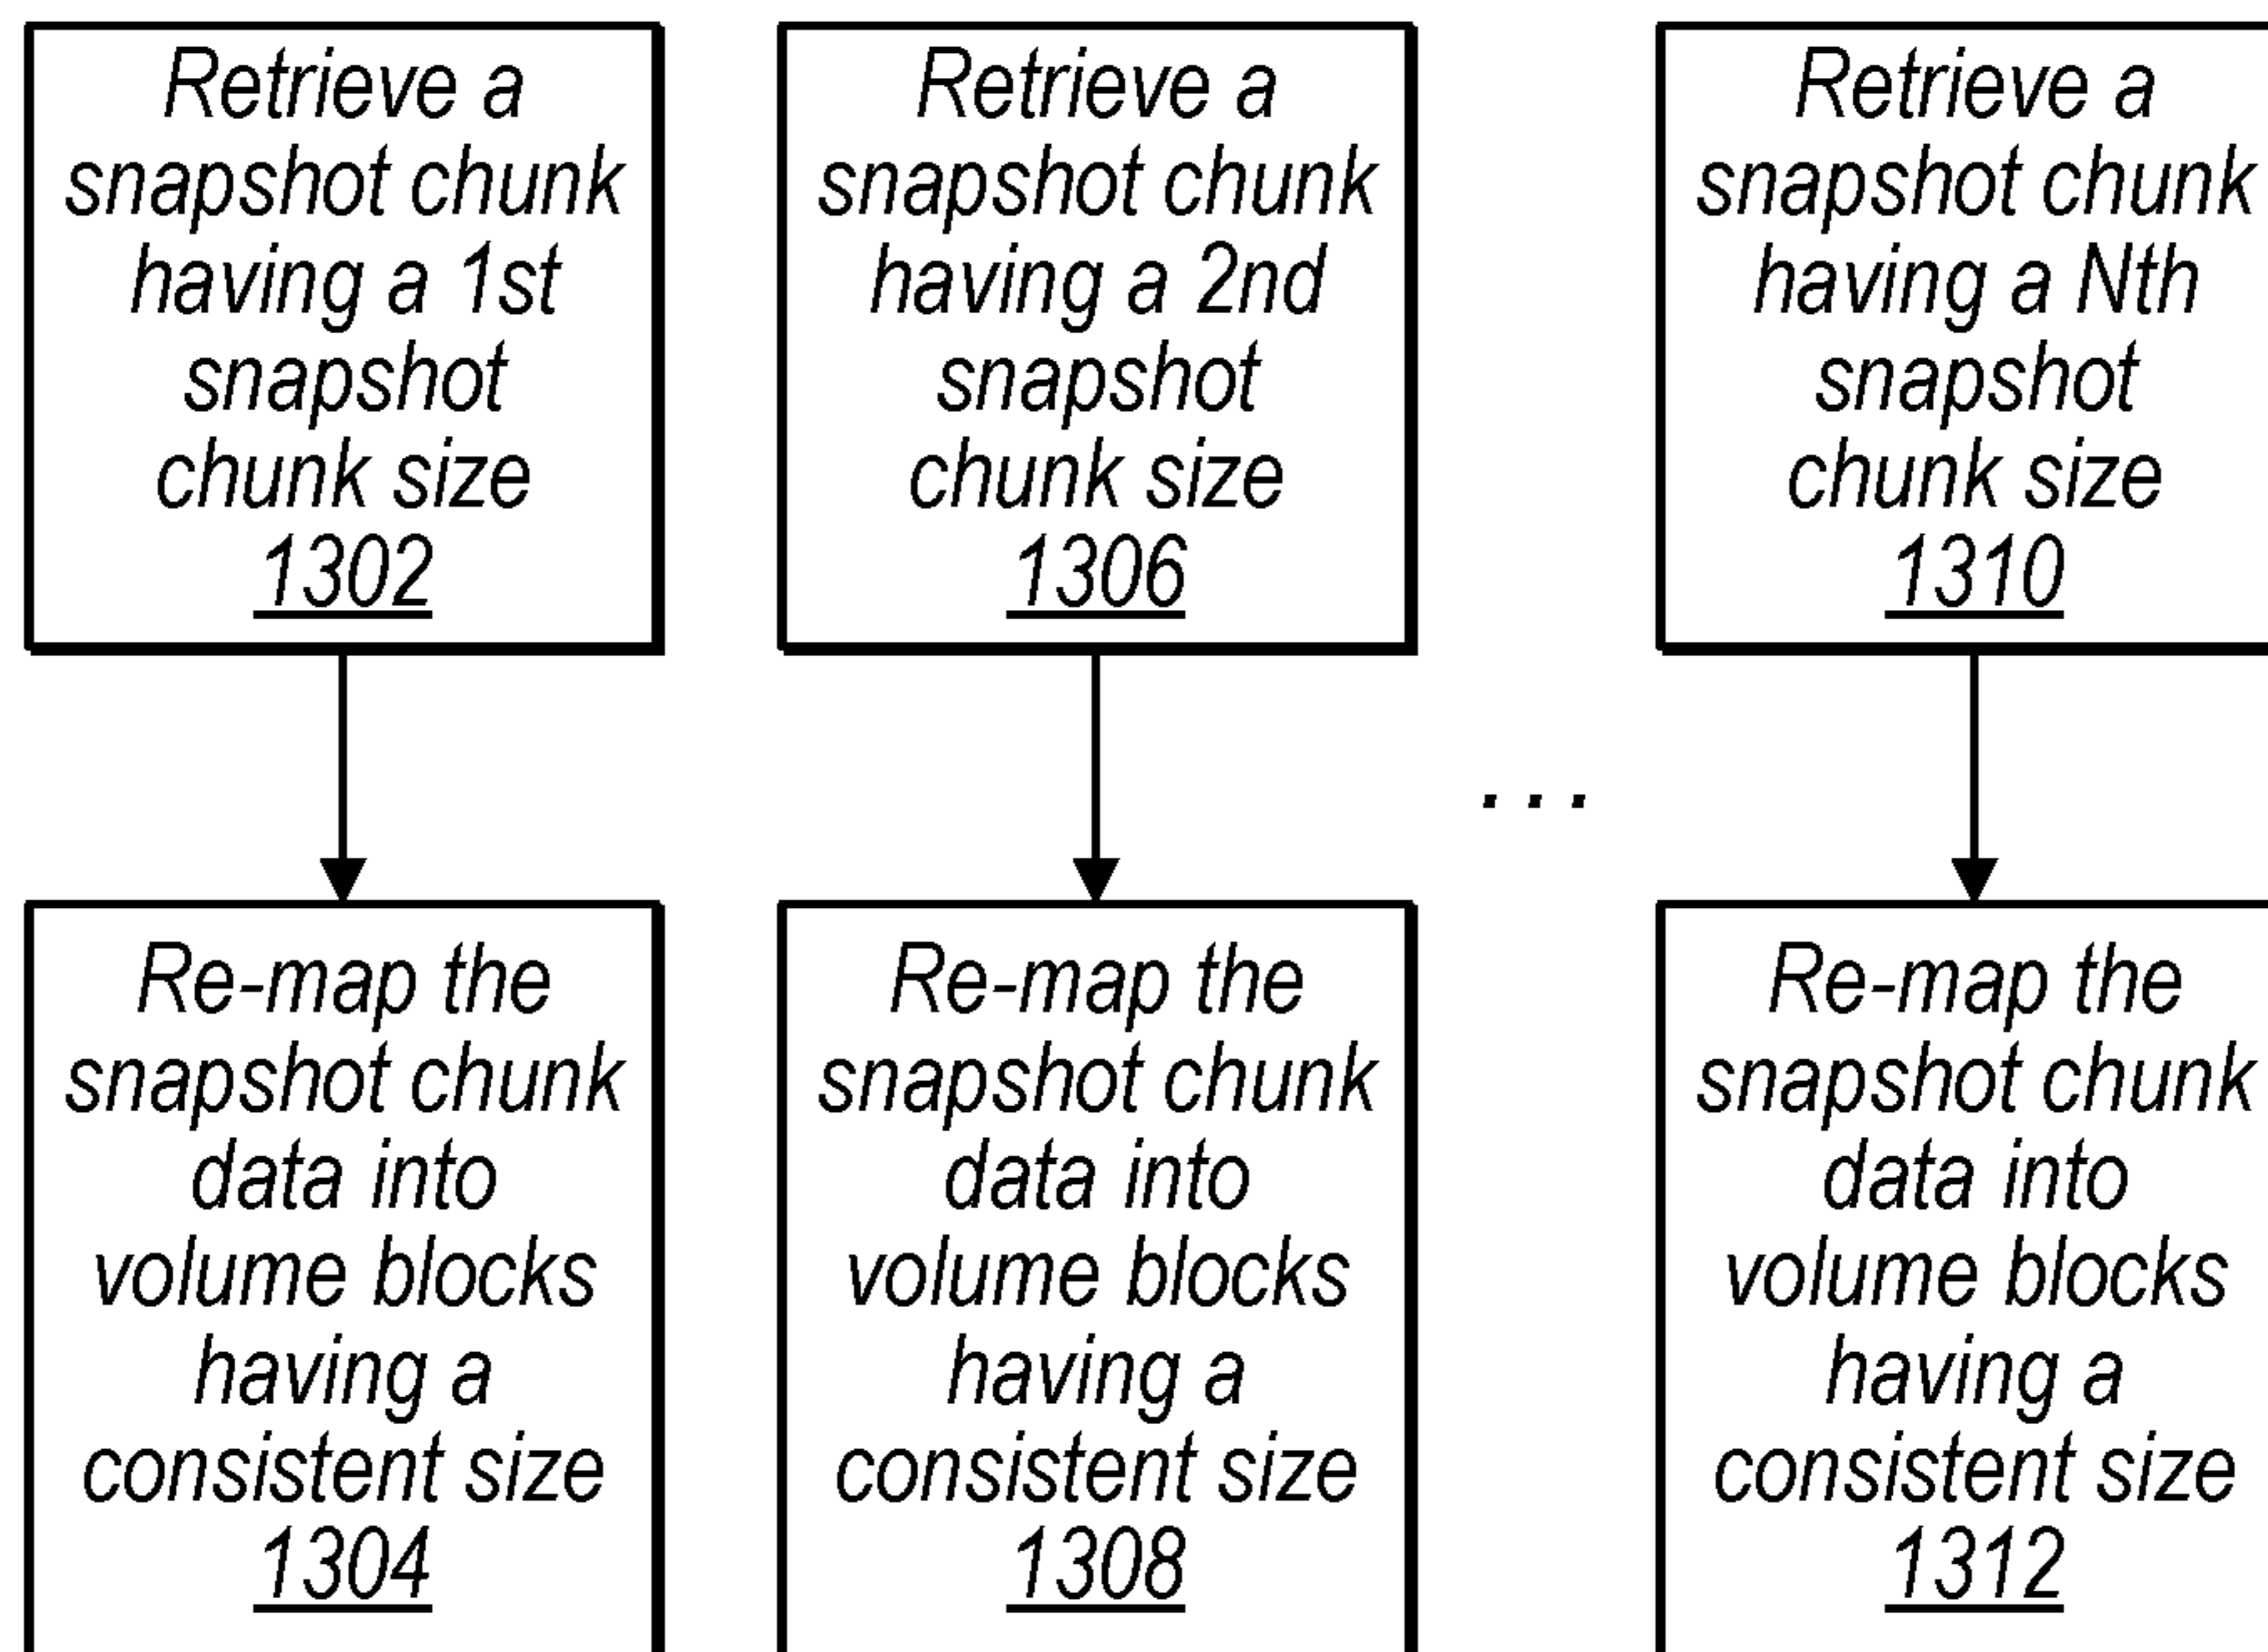 Retrieve a
snapshot chunk
having a 1st
snapshot
chunk size
1302
Retrieve a
snapshot chunk
having a 2nd
snapshot
chunk size
1306
Retrieve a
snapshot chunk
having a Nth
snapshot
chunk size
1310
...
Re-map the
snapshot chunk
data into
volume blocks
having a
consistent size
1304
Re-map the
snapshot chunk
data into
volume blocks
having a
consistent size
1308
Re-map the
snapshot chunk
data into
volume blocks
having a
consistent size
1312